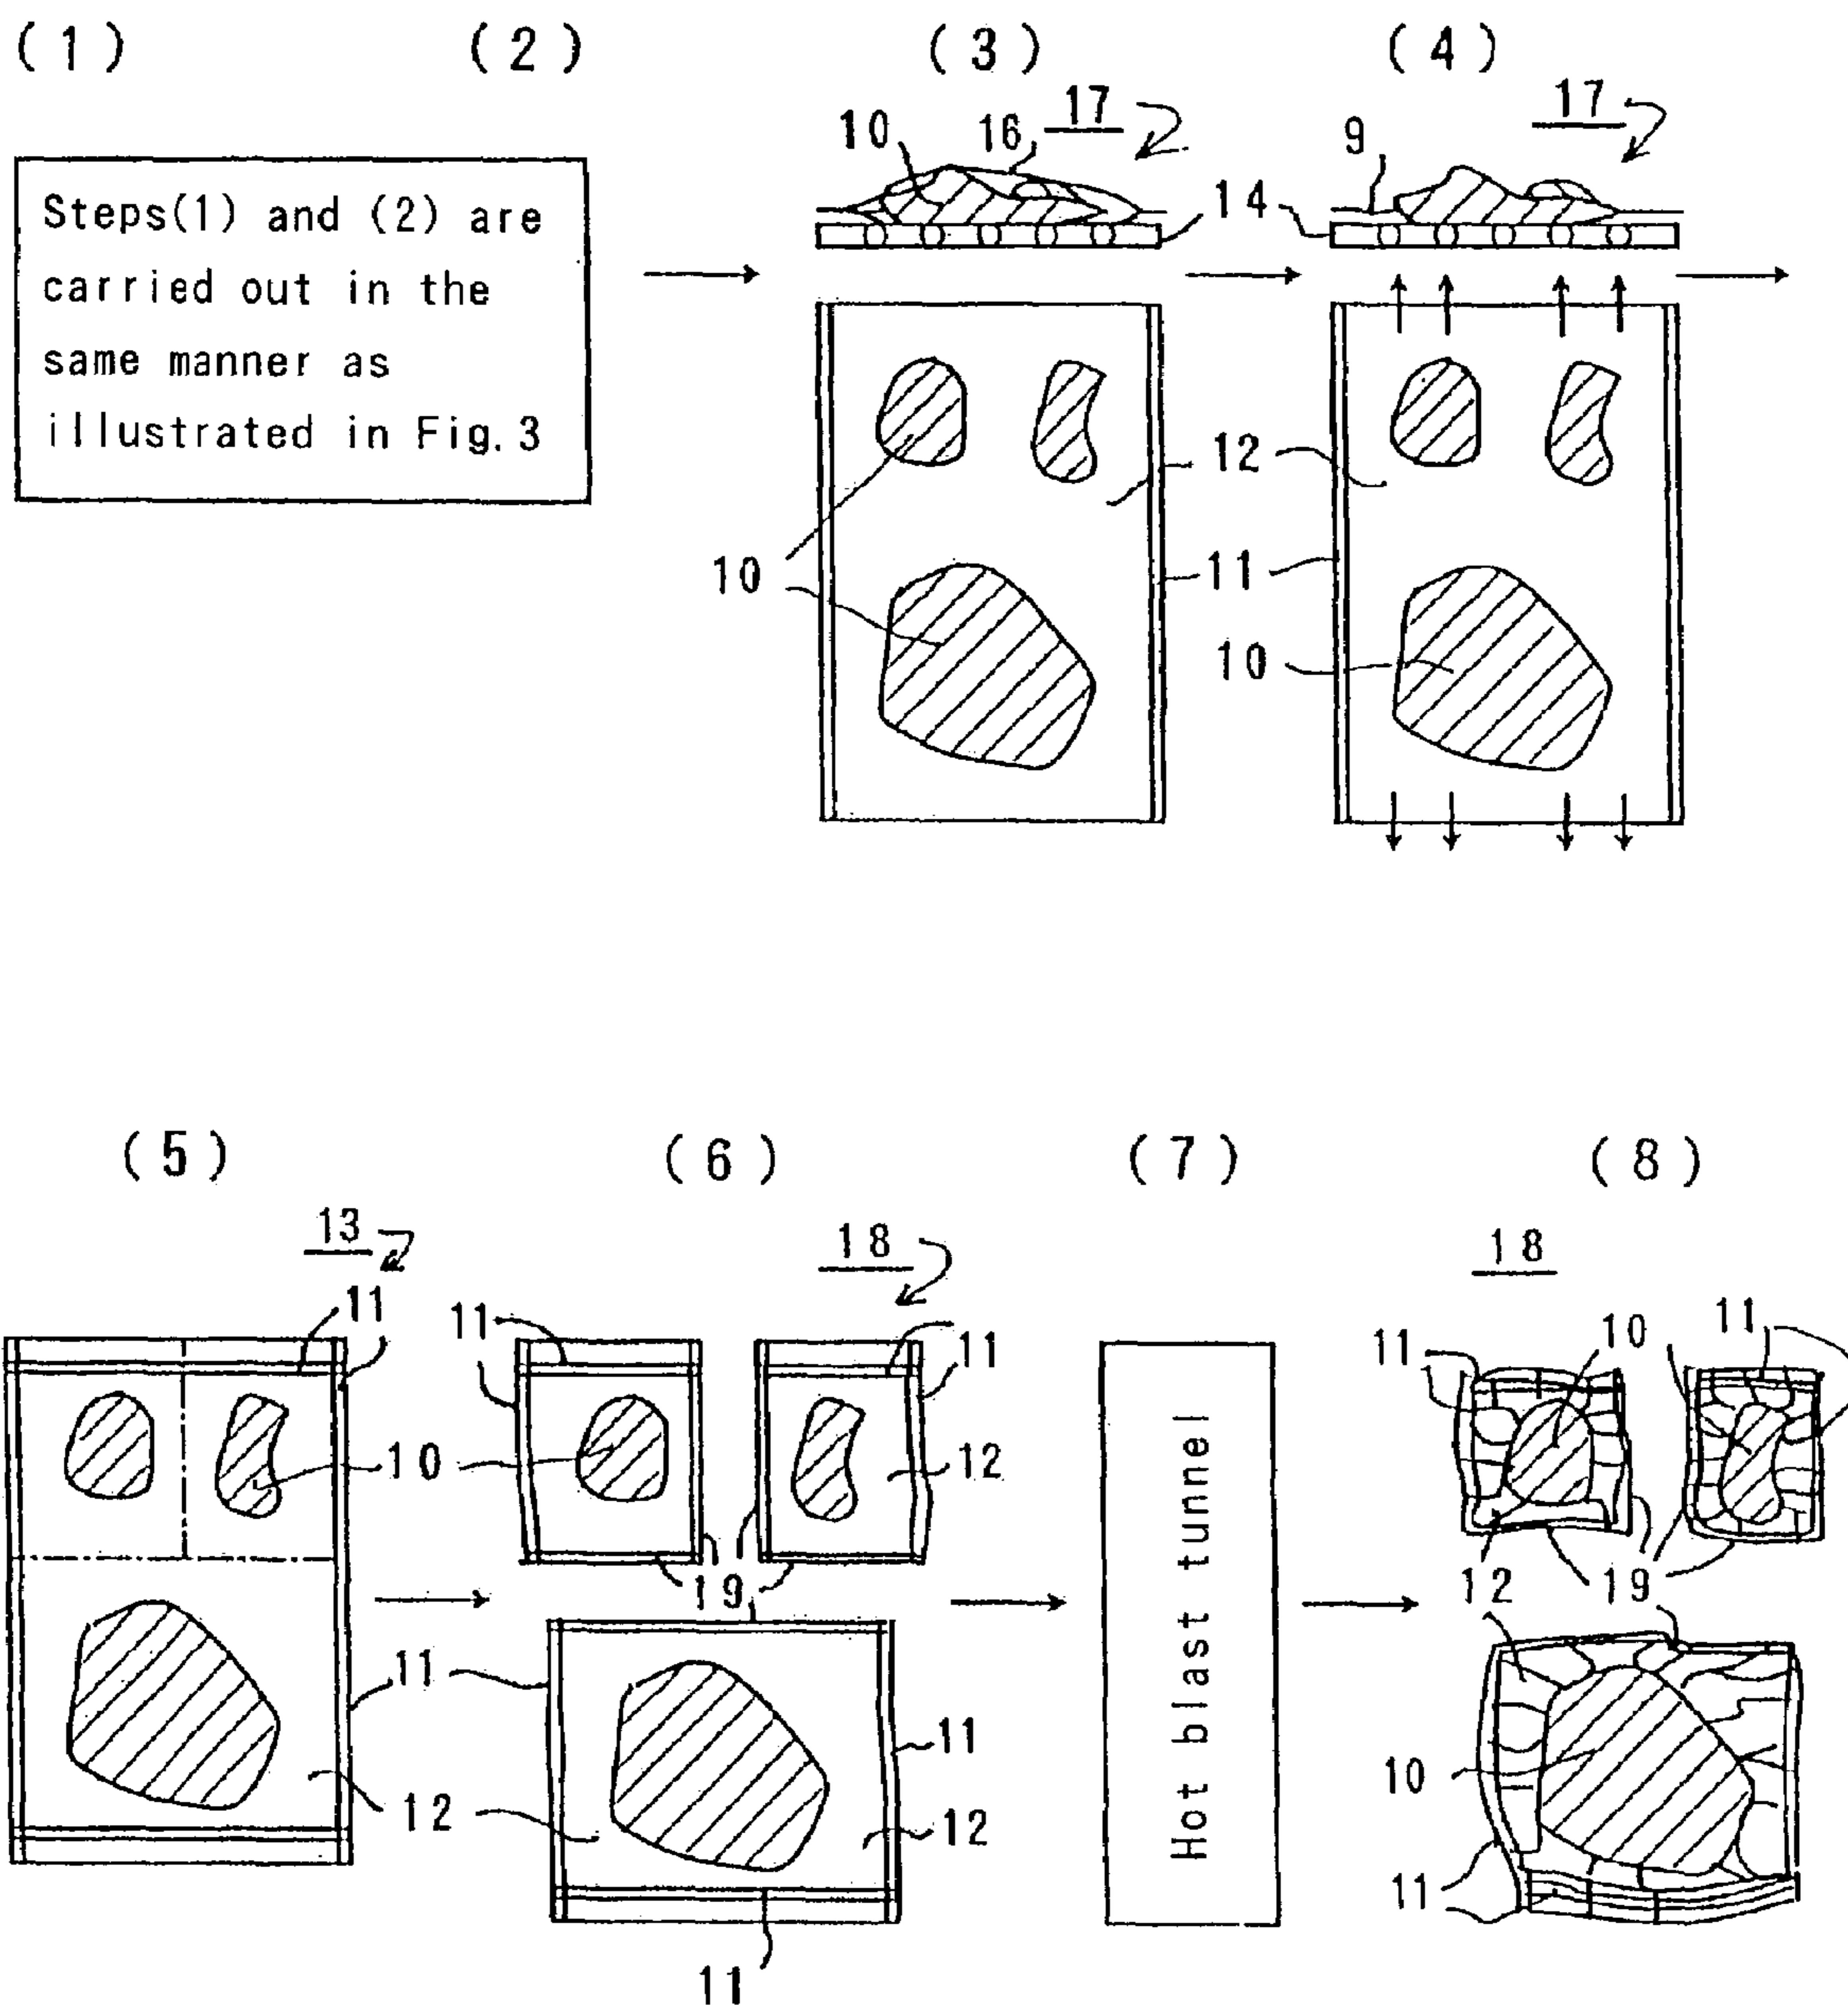 (1) (2) (3) (4)
10 16 17 17
9
Steps(1) and (2) are
carried out in the
same manner as
illustrated in Fig.3
14
12
10 11
10
(5) (6) (7) (8)
13 18 18
11 11 11 11 10 11
10 12
19 12 19
Hot blast tunnel
11 11
12 12 10
11
11